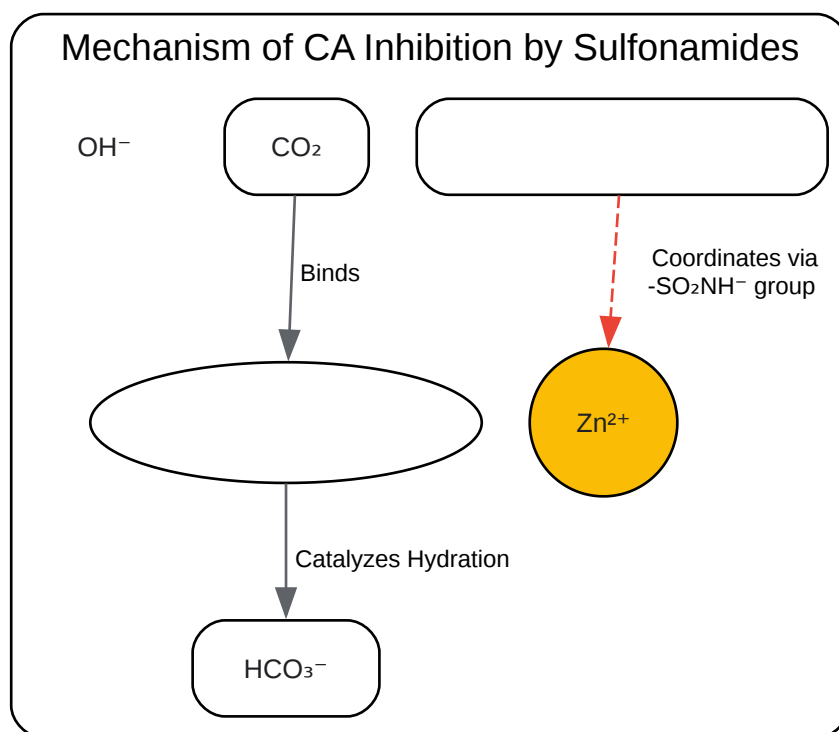 Mechanism of CA Inhibition by Sulfonamides
OH⁻
CO₂
Binds
Coordinates via
-SO₂NH⁻ group
Zn²⁺
Catalyzes Hydration
HCO₃⁻